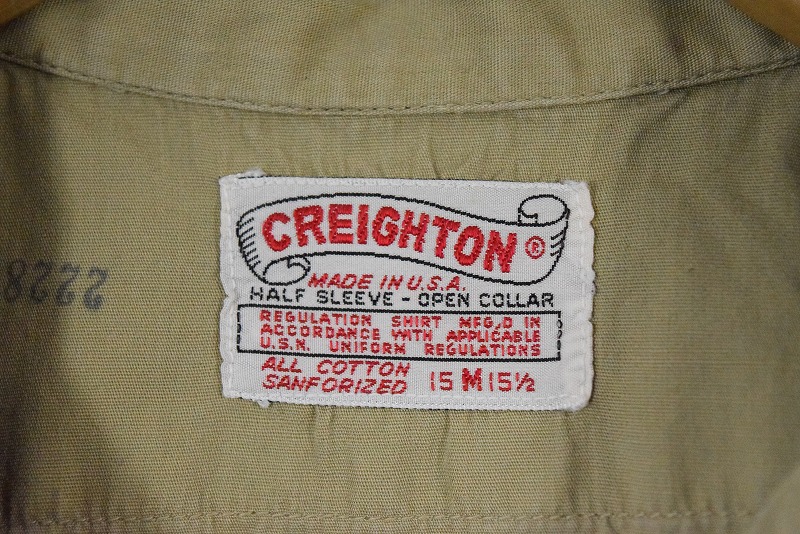 CREIGHTON®
MADE IN U.S.A.
HALF SLEEVE - OPEN COLLAR
REGULATION SHIRT MFG,D IN
ACCORDANCE WITH APPLICABLE
U.S.N. UNIFORM REGULATIONS
ALL COTTON
SANFORIZED
15 M 15½
8222